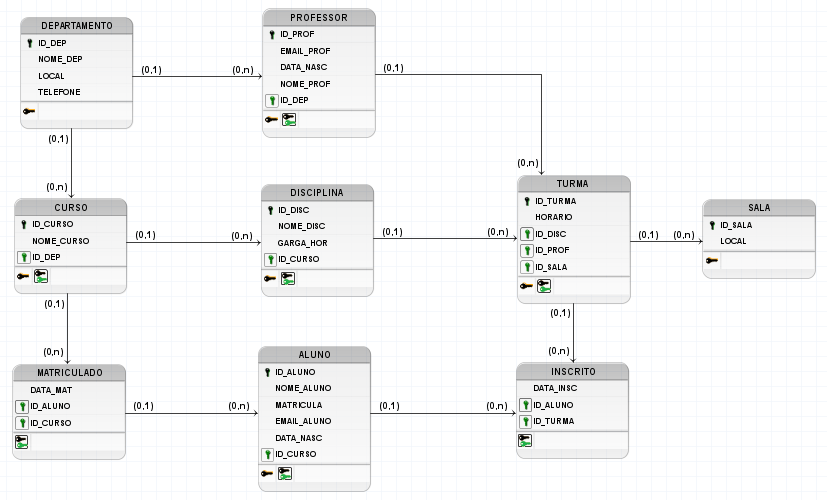 DEPARTAMENTO
ID_DEP
NOME_DEP
LOCAL
TELEFONE
(0,1)
(0,n)
PROFESSOR
ID_PROF
EMAIL_PROF
DATA_NASC
NOME_PROF
ID_DEP
(0,1)
(0,n)
(0,1)
(0,n)
CURSO
ID_CURSO
NOME_CURSO
ID_DEP
(0,1)
(0,n)
DISCIPLINA
ID_DISC
NOME_DISC
GARGA_HOR
ID_CURSO
(0,1)
(0,n)
TURMA
ID_TURMA
HORARIO
ID_DISC
ID_PROF
ID_SALA
(0,1)
(0,n)
SALA
ID_SALA
LOCAL
(0,1)
(0,n)
(0,1)
(0,n)
MATRICULADO
DATA_MAT
ID_ALUNO
ID_CURSO
(0,1)
(0,n)
ALUNO
ID_ALUNO
NOME_ALUNO
MATRICULA
EMAIL_ALUNO
DATA_NASC
ID_CURSO
(0,1)
(0,n)
INSCRITO
DATA_INSC
ID_ALUNO
ID_TURMA